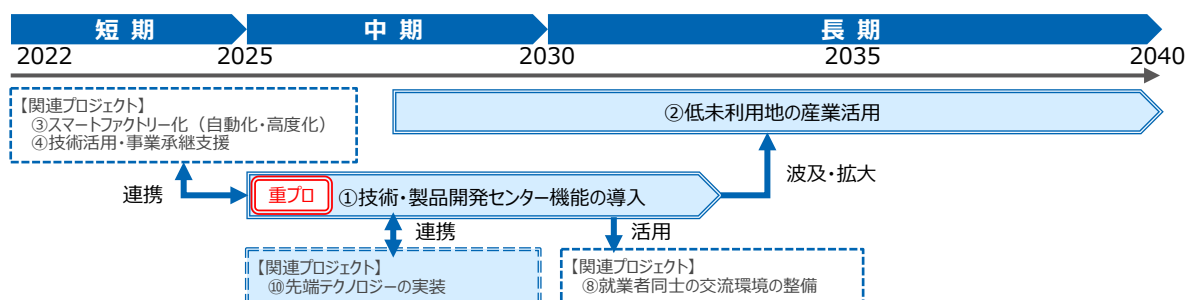 短期 中期 長期
2022 2025 2030 2035 2040
【関連プロジェクト】
③スマートファクトリー化（自動化・高度化）
④技術活用・事業承継支援
②低未利用地の産業活用
連携
波及・拡大
重プロ ①技術・製品開発センター機能の導入
連携
活用
【関連プロジェクト】
⑩先端テクノロジーの実装
【関連プロジェクト】
⑧就業者同士の交流環境の整備